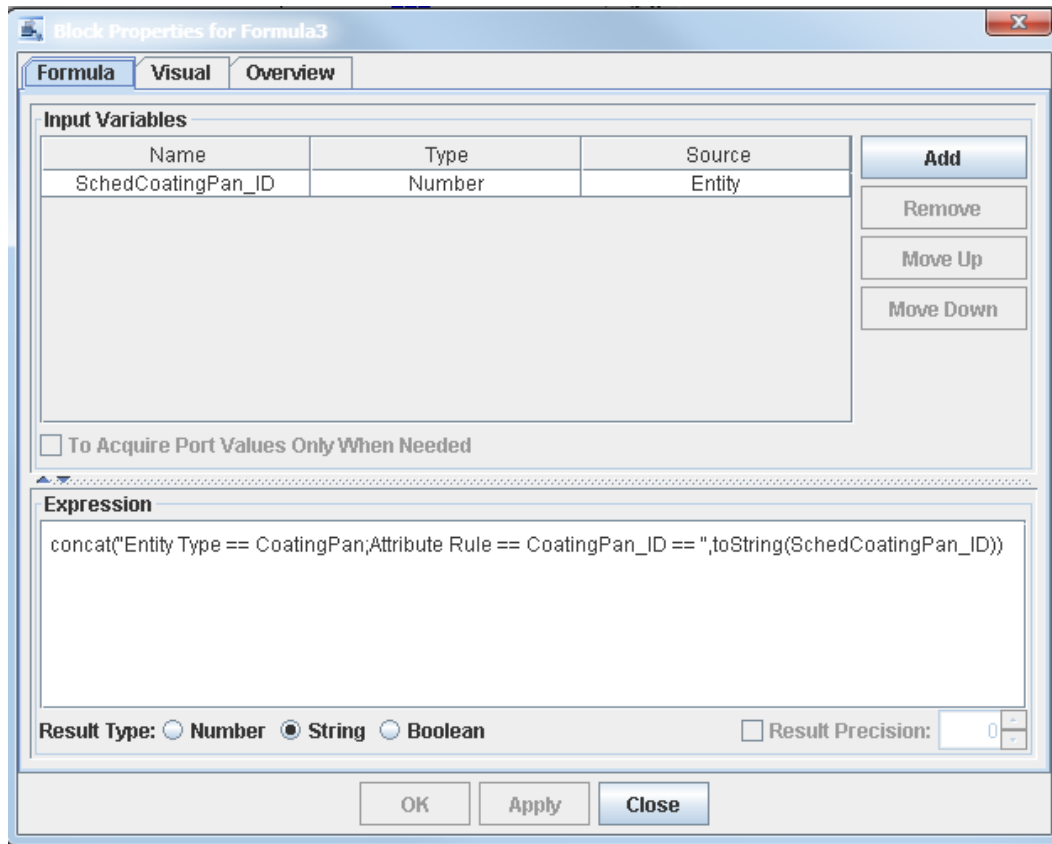 Block Properties for Formula3
Formula Visual Overview
Input Variables
Name Type Source
SchedCoatingPan_ID Number Entity
Add
Remove
Move Up
Move Down
To Acquire Port Values Only When Needed
Expression
concat("Entity Type == CoatingPan;Attribute Rule == CoatingPan_ID == ",toString(SchedCoatingPan_ID))
Result Type: Number String Boolean Result Precision: 0
OK Apply Close